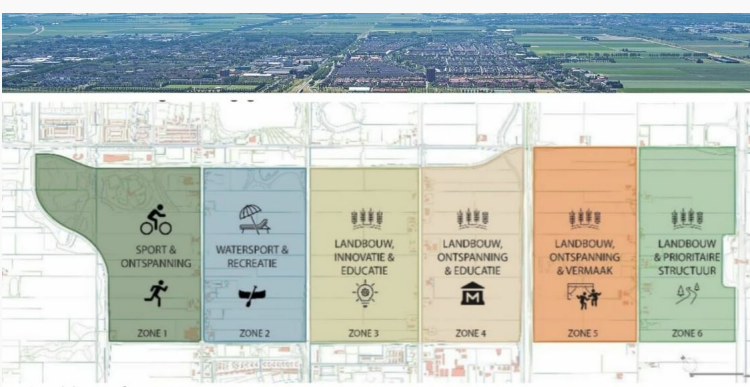 SPORT &
ONTSPANNING
ZONE 1
WATERSPORT &
RECREATIE
ZONE 2
LANDBOUW,
INNOVATIE &
EDUCATIE
ZONE 3
LANDBOUW,
ONTSPANNING
& EDUCATIE
M
ZONE 4
LANDBOUW,
ONTSPANNING
& VERMAAK
ZONE 5
LANDBOUW
& PRIORITAIRE
STRUCTUUR
ZONE 6